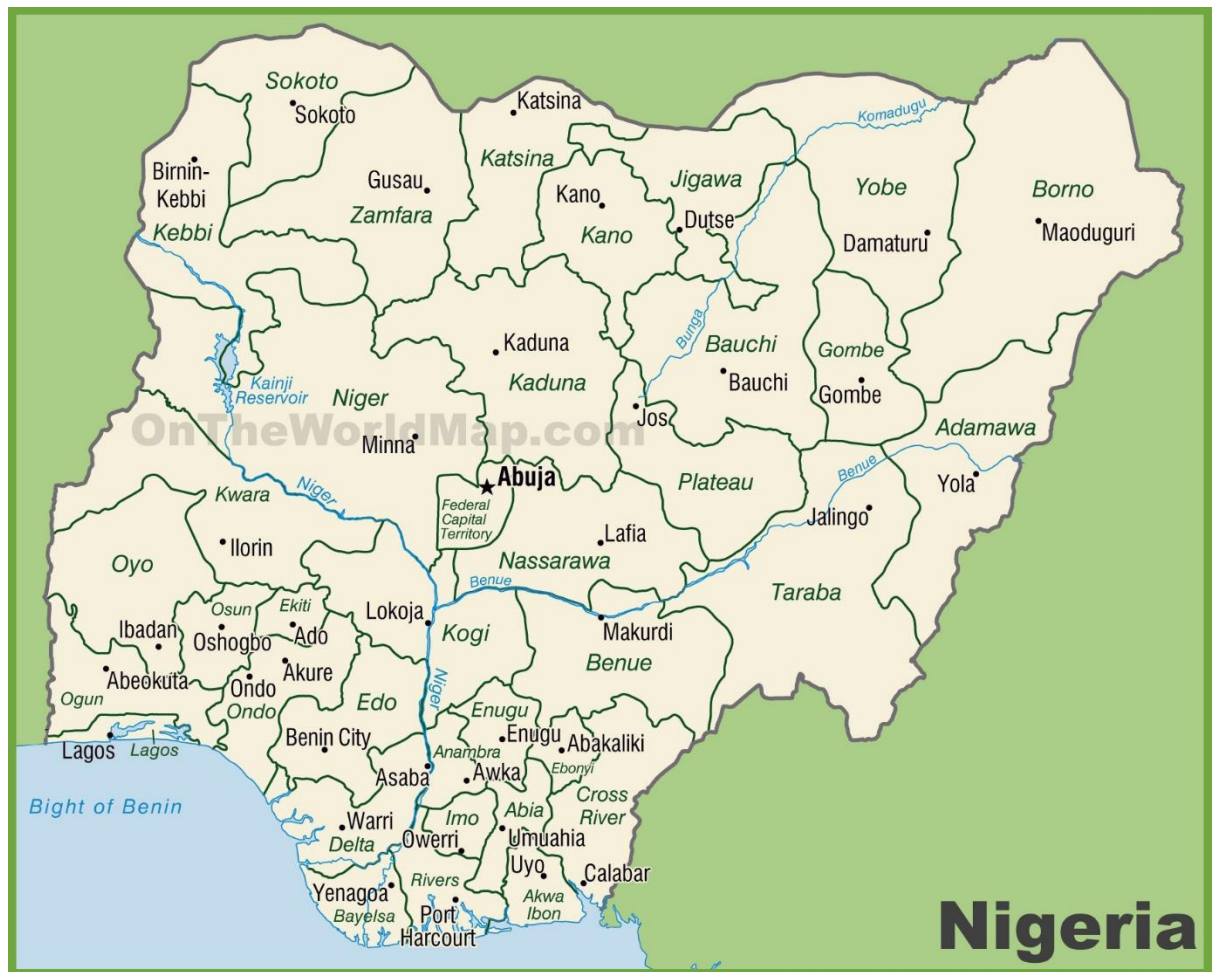 Sokoto
Sokoto
Katsina
Katsina
Komadugu
Birnin-
Kebbi
Kebbi
Gusau
Zamfara
Kano
Kano
Jigawa
Dutse
Yobe
Damaturu
Borno
Maoduguri
Bunga
Kaduna
Kaduna
Bauchi
Bauchi
Gombe
Gombe
Kainji
Reservoir
Niger
Minna
OnTheWorldMap.com
Jos
Adamawa
Abuja
Federal
Capital
Territory
Plateau
Benue
Yola
Jalingo
Kwara
Niger
Ilorin
Oyo
Lafia
Nassarawa
Benue
Taraba
Osun
Oshogbo
Ekiti
Ado
Ibadan
Lokoja
Kogi
Makurdi
Benue
Abeokuta
Ogun
Akure
Ondo
Ondo
Edo
Niger
Benin City
Enugu
Enugu
Abakaliki
Ebonyi
Lagos
Lagos
Asaba
Anambra
Awka
Cross
River
Bight of Benin
Warri
Delta
Imo
Owerri
Abia
Umuahia
Uyo
Calabar
Yenagoa
Bayelsa
Rivers
Port
Harcourt
Akwa
Ibon
Nigeria